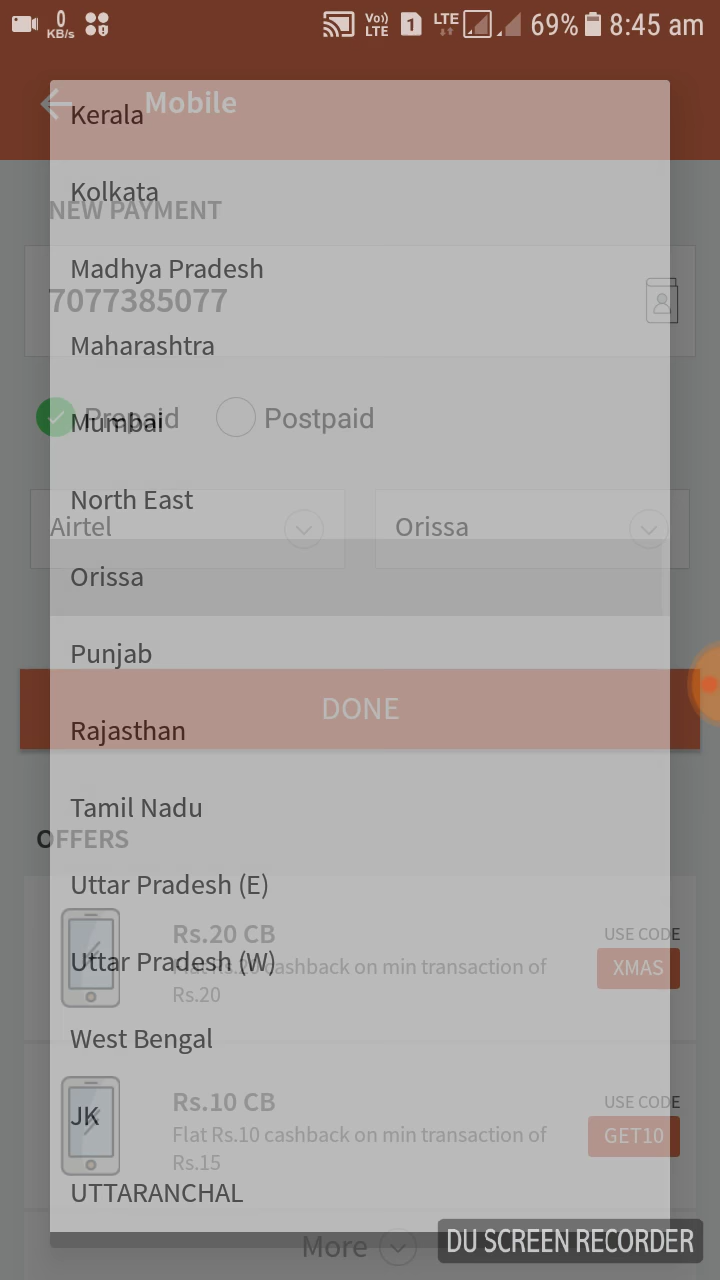 0
KB/s
Vo))
LTE
1
LTE
69%
8:45 am
Mobile
Kerala
Kolkata
NEW PAYMENT
Madhya Pradesh
7077385077
Maharashtra
Prepaid
Postpaid
Mumbai
North East
Airtel
Orissa
Orissa
Punjab
DONE
Rajasthan
Tamil Nadu
OFFERS
Uttar Pradesh (E)
Rs.20 CB
USE CODE
Uttar Pradesh (W)
Flat Rs.20 cashback on min transaction of
XMAS
Rs.20
West Bengal
Rs.10 CB
USE CODE
JK
Flat Rs.10 cashback on min transaction of
GET10
Rs.15
UTTARANCHAL
More
DU SCREEN RECORDER